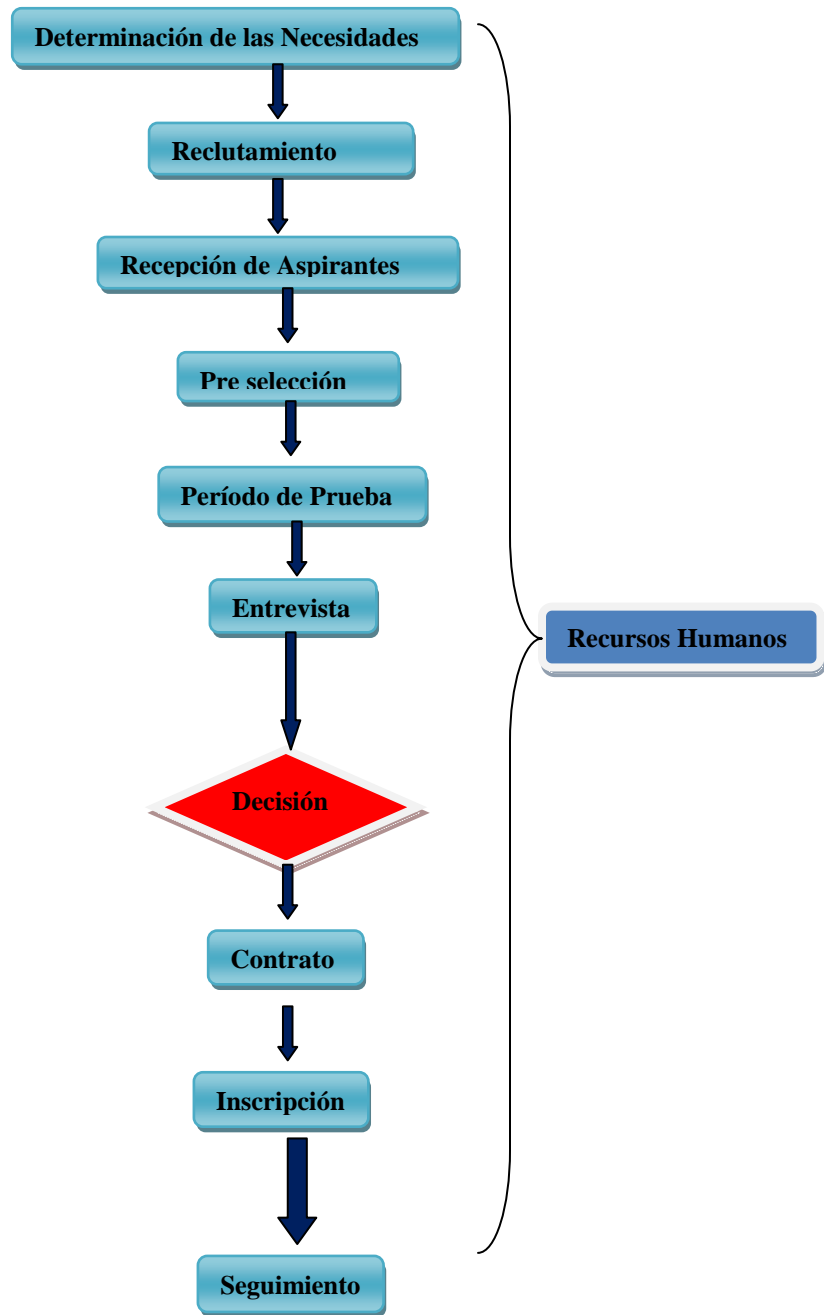 Determinación de las Necesidades
Reclutamiento
Recepción de Aspirantes
Pre selección
Período de Prueba
Entrevista
Recursos Humanos
Decisión
Contrato
Inscripción
Seguimiento